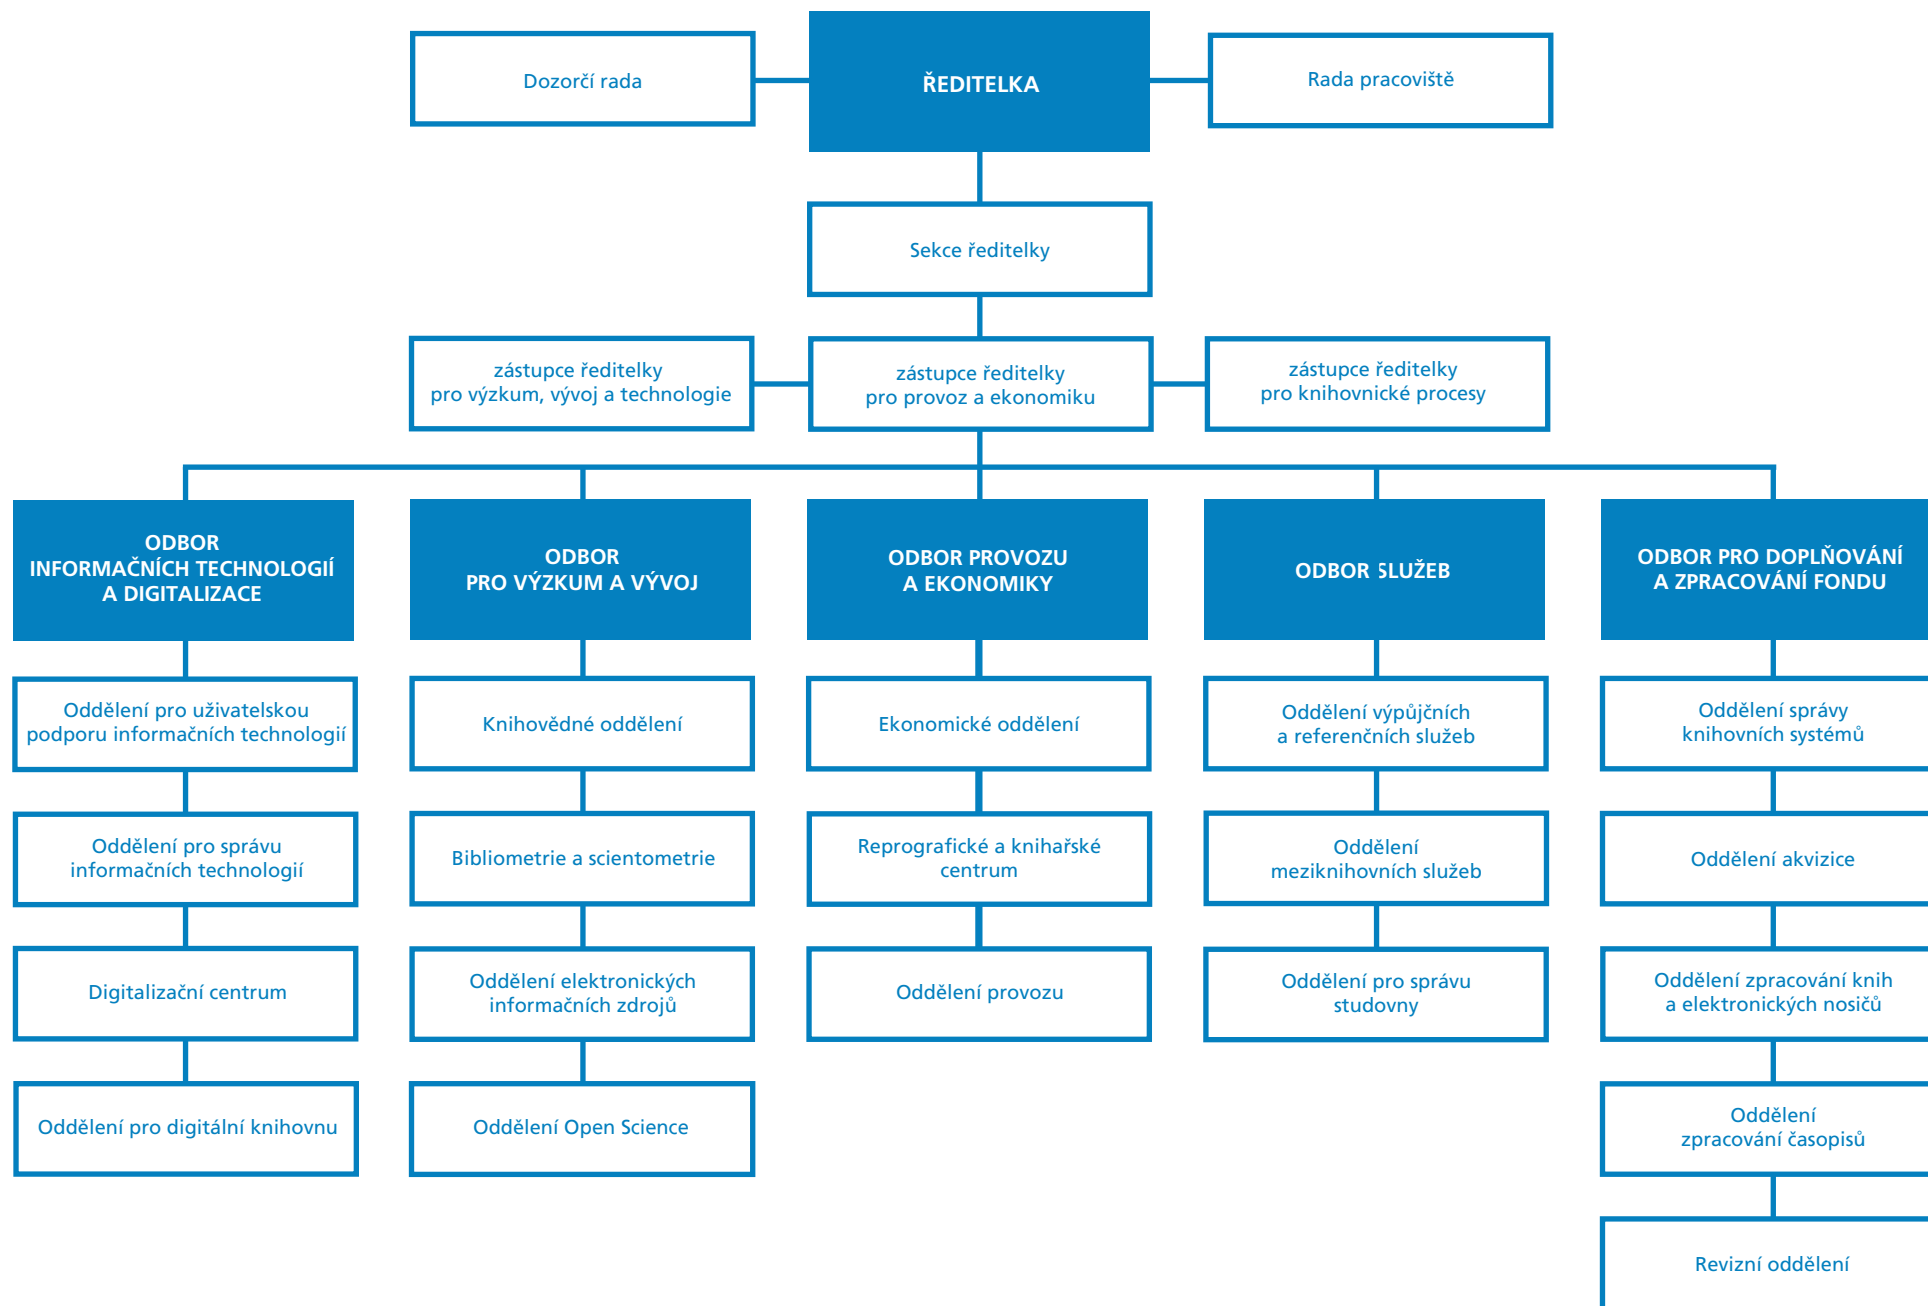 Dozorčí rada
ŘEDITELKA
Rada pracoviště
Sekce ředitelky
zástupce ředitelky
pro výzkum, vývoj a technologie
zástupce ředitelky
pro provoz a ekonomiku
zástupce ředitelky
pro knihovnické procesy
ODBOR
INFORMAČNÍCH TECHNOLOGIÍ
A DIGITALIZACE
Oddělení pro uživatelskou
podporu informačních technologií
Oddělení pro správu
informačních technologií
Digitalizační centrum
Oddělení pro digitální knihovnu
ODBOR
PRO VÝZKUM A VÝVOJ
Knihovědné oddělení
Bibliometrie a scientometrie
Oddělení elektronických
informačních zdrojů
Oddělení Open Science
ODBOR PROVOZU
A EKONOMIKY
Ekonomické oddělení
Reprografické a knihařské
centrum
Oddělení provozu
ODBOR SLUŽEB
Oddělení výpůjčních
a referenčních služeb
Oddělení
meziknihovních služeb
Oddělení pro správu
studovny
ODBOR PRO DOPLŇOVÁNÍ
A ZPRACOVÁNÍ FONDU
Oddělení správy
knihovních systémů
Oddělení akvizice
Oddělení zpracování knih
a elektronických nosičů
Oddělení
zpracování časopisů
Revizní oddělení